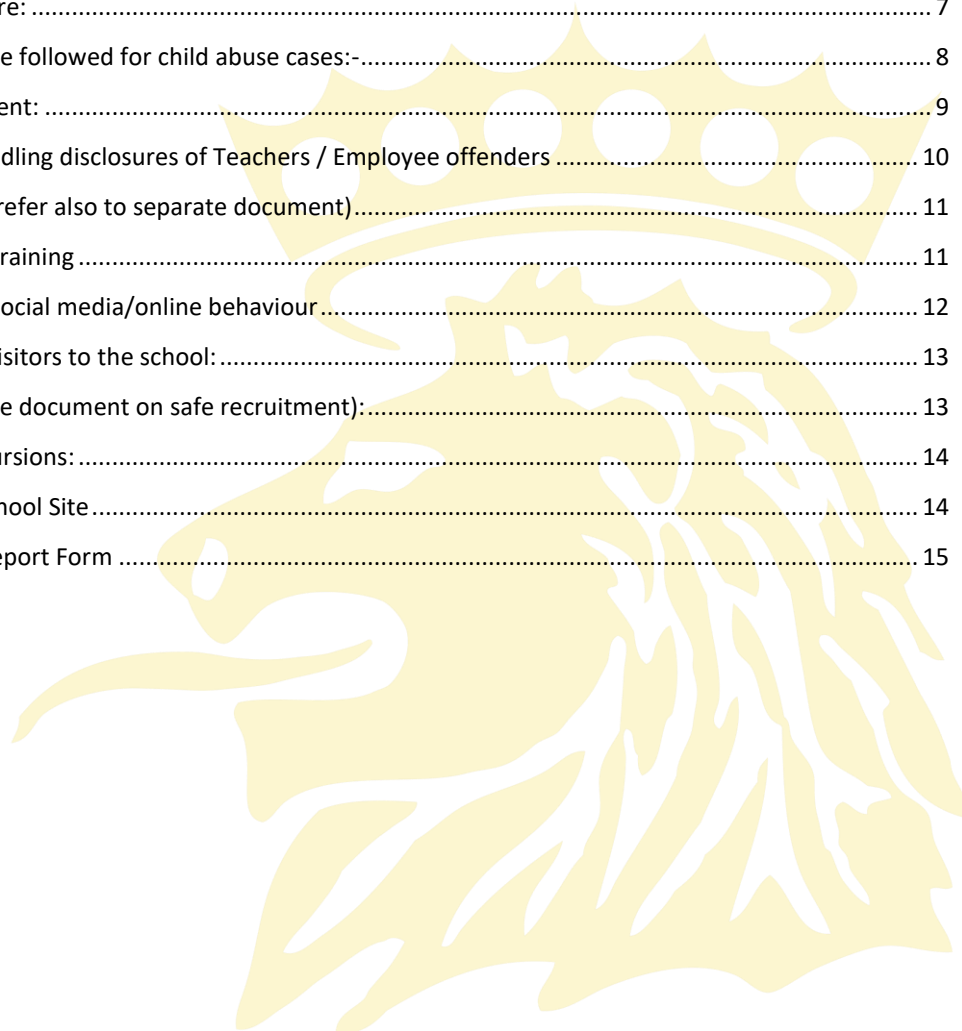 re: ........ 7
e followed for child abuse cases:- ........ 8
ent: ........ 9
dling disclosures of Teachers / Employee offenders ........ 10
refer also to separate document) ........ 11
raining ........ 11
ocial media/online behaviour ........ 12
isitors to the school: ........ 13
e document on safe recruitment): ........ 13
ursions: ........ 14
hool Site ........ 14
eport Form ........ 15